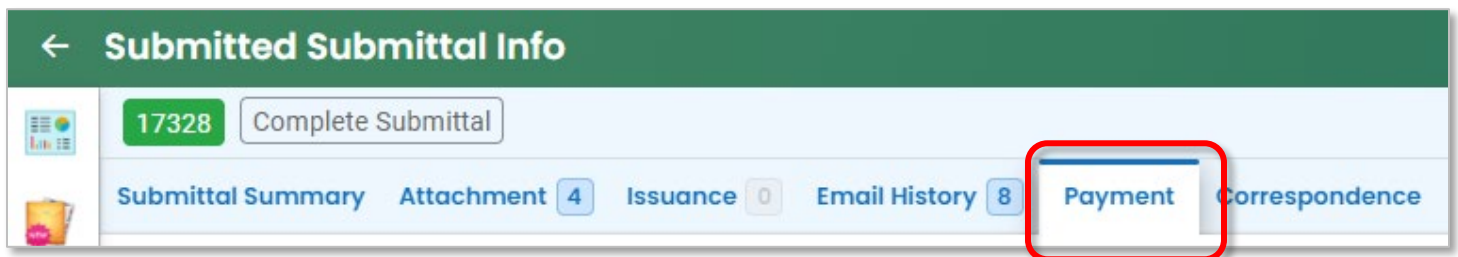 Submitted Submittal Info
17328 Complete Submittal
Submittal Summary Attachment 4 Issuance 0 Email History 8 Payment Correspondence